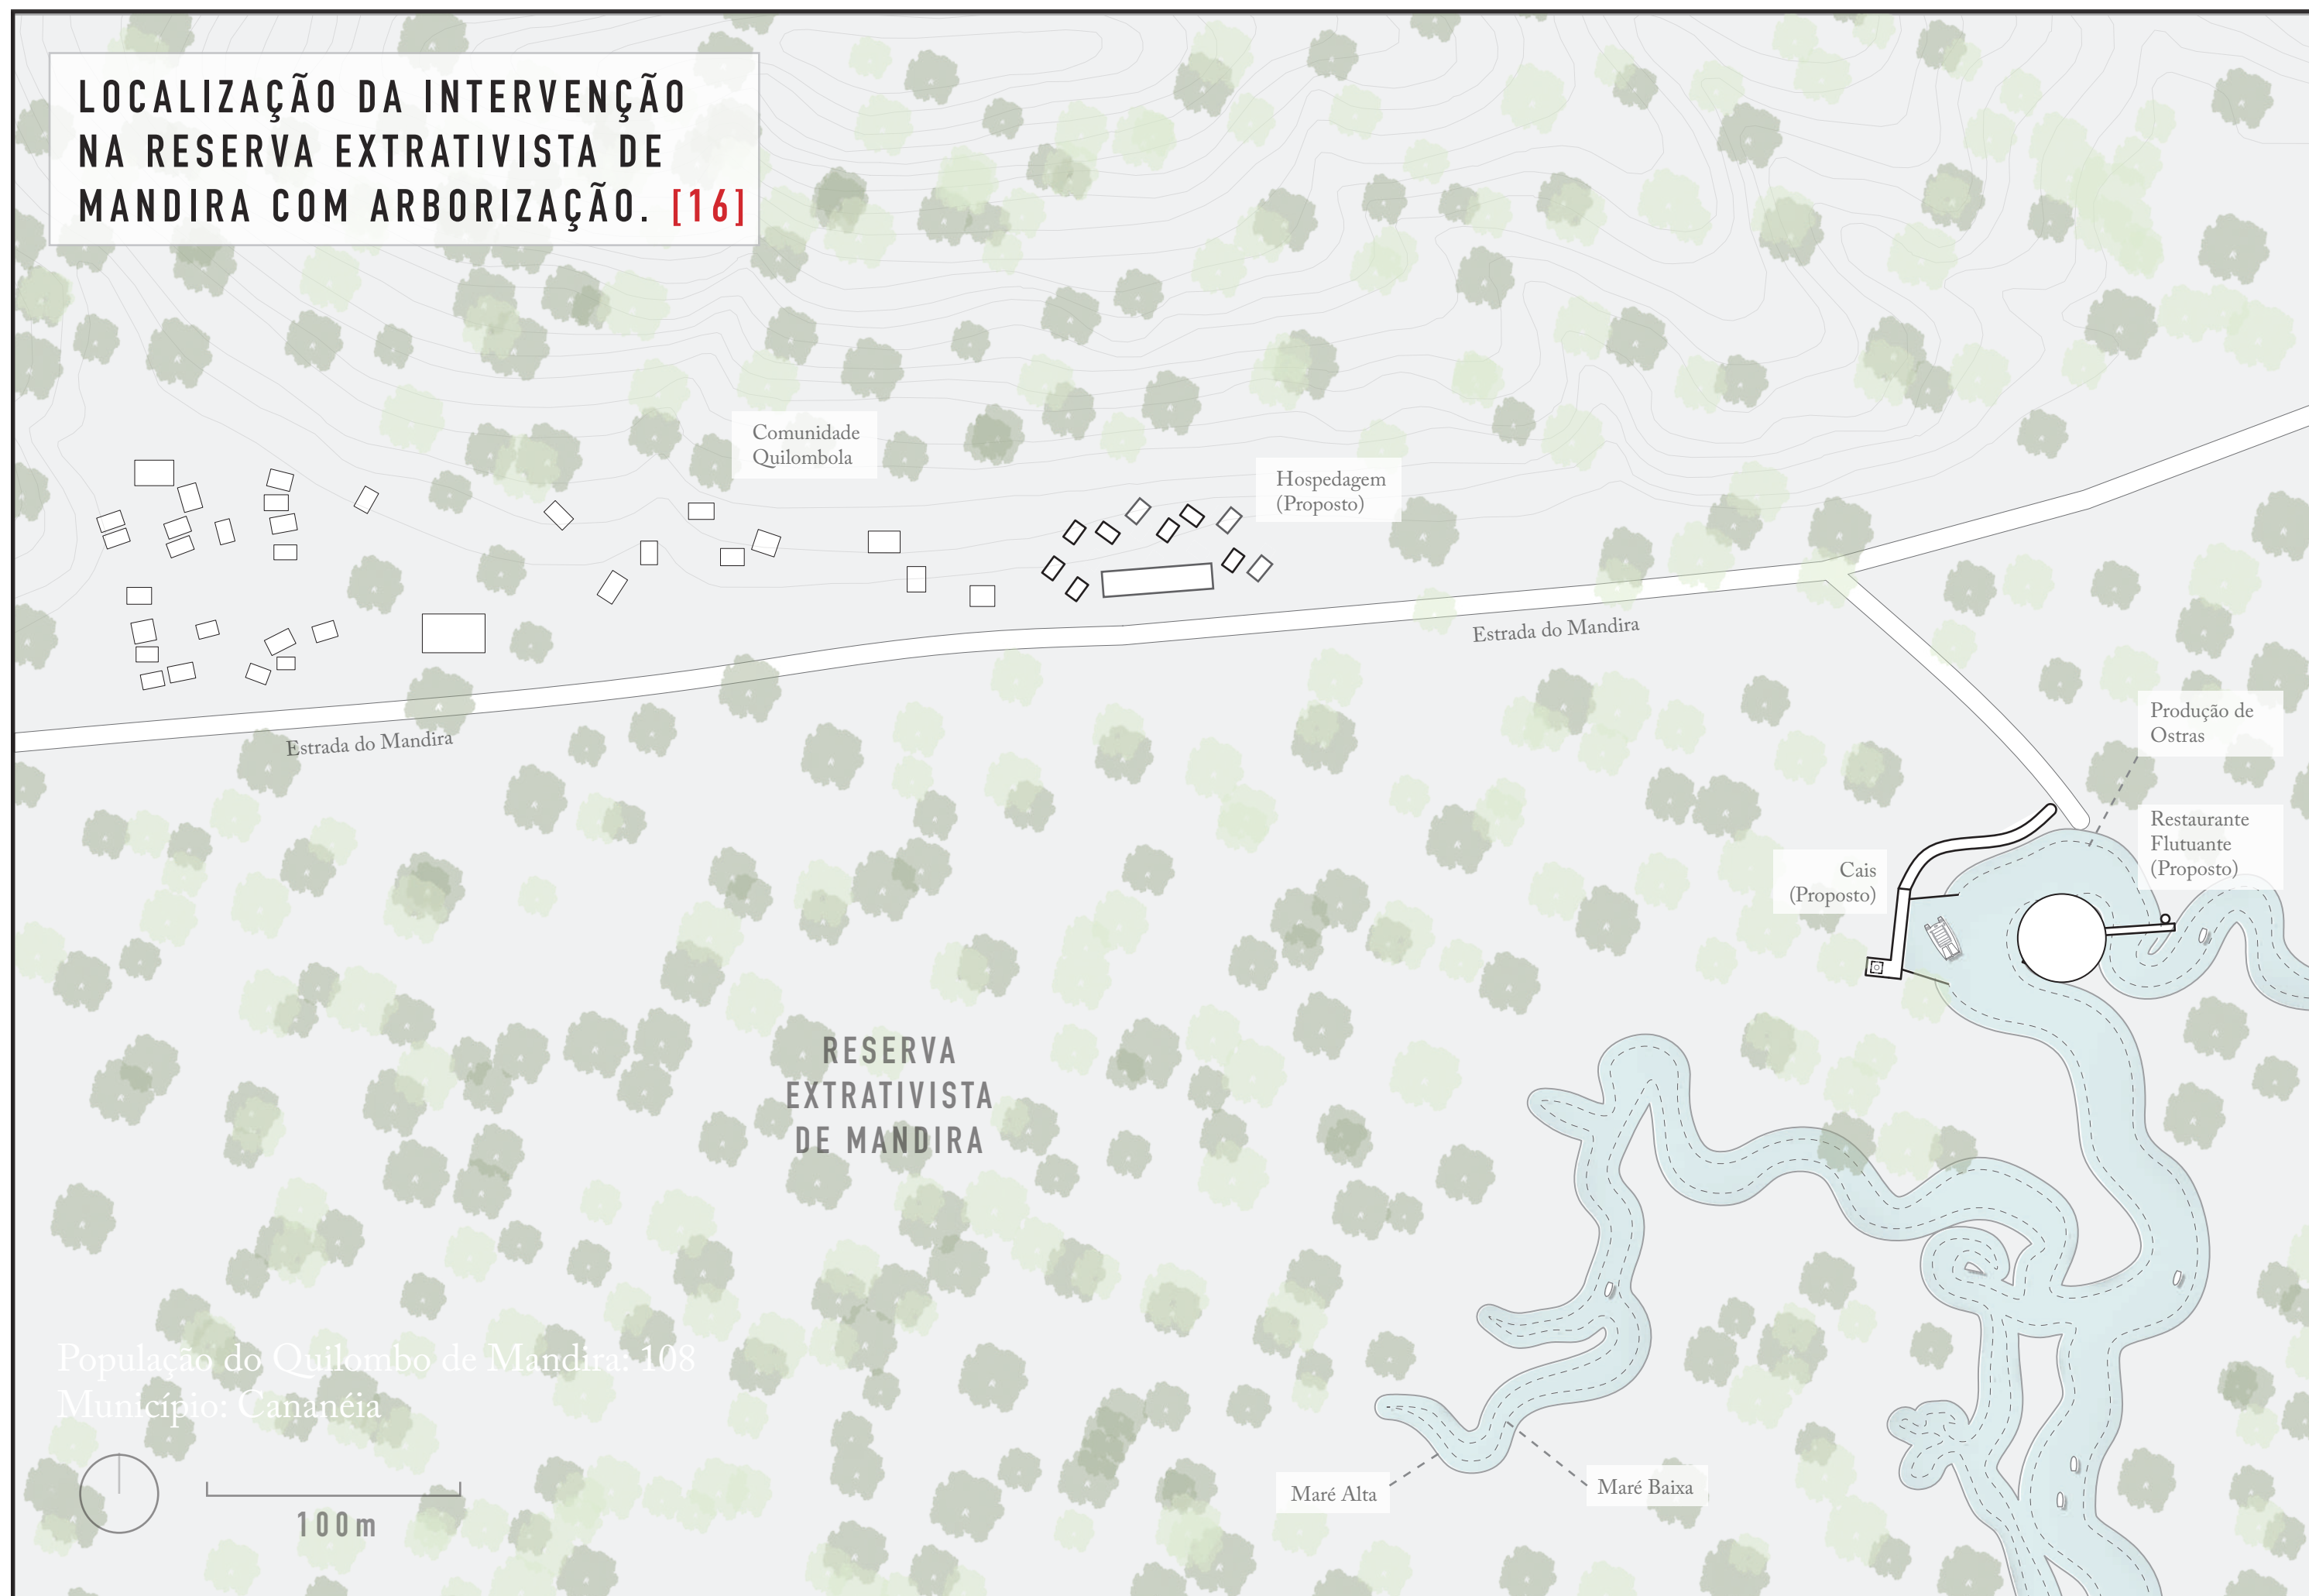 LOCALIZAÇÃO DA INTERVENÇÃO
NA RESERVA EXTRATIVISTA DE
MANDIRA COM ARBORIZAÇÃO. [16]
Comunidade
Quilombola
Hospedagem
(Proposto)
Estrada do Mandira
Estrada do Mandira
Produção de
Ostras
Restaurante
Flutuante
(Proposto)
Cais
(Proposto)
RESERVA
EXTRATIVISTA
DE MANDIRA
População do Quilombo de Mandira: 108
Município: Cananéia
Maré Alta
Maré Baixa
100m